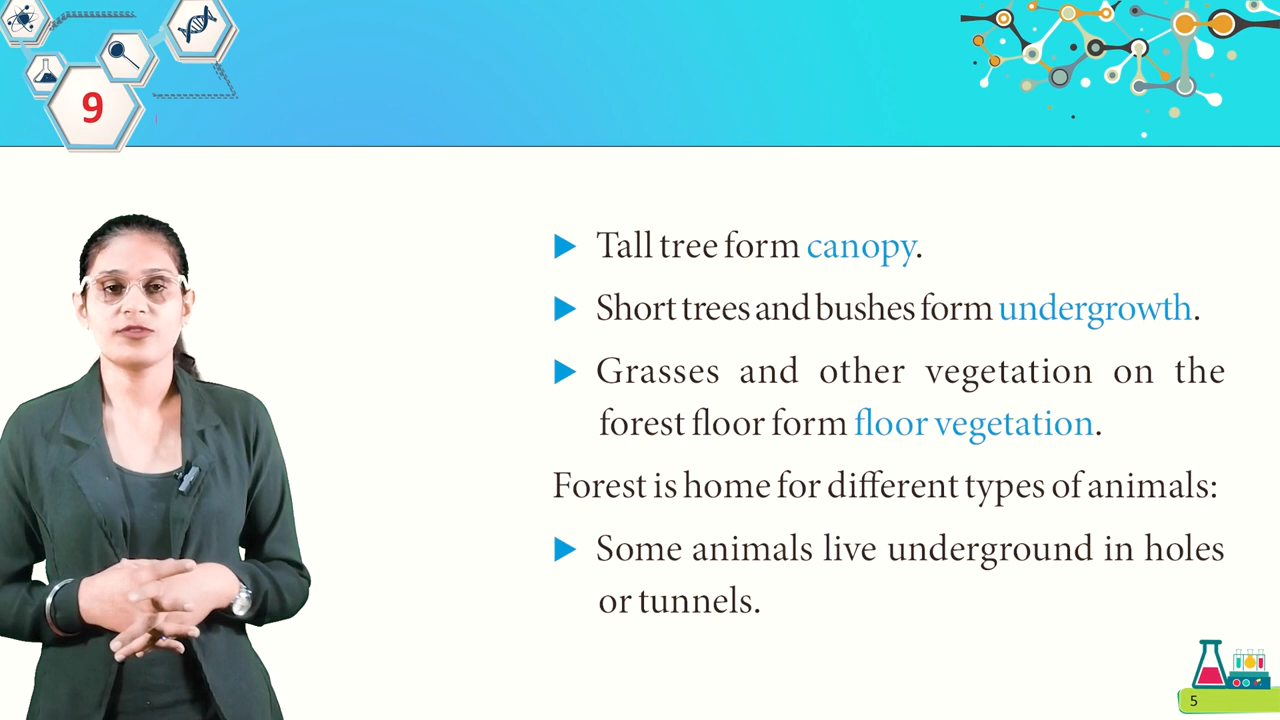 9
Tall tree form canopy.
Short trees and bushes form undergrowth.
Grasses and other vegetation on the
forest floor form floor vegetation.
Forest is home for different types of animals:
Some animals live underground in holes
or tunnels.
5